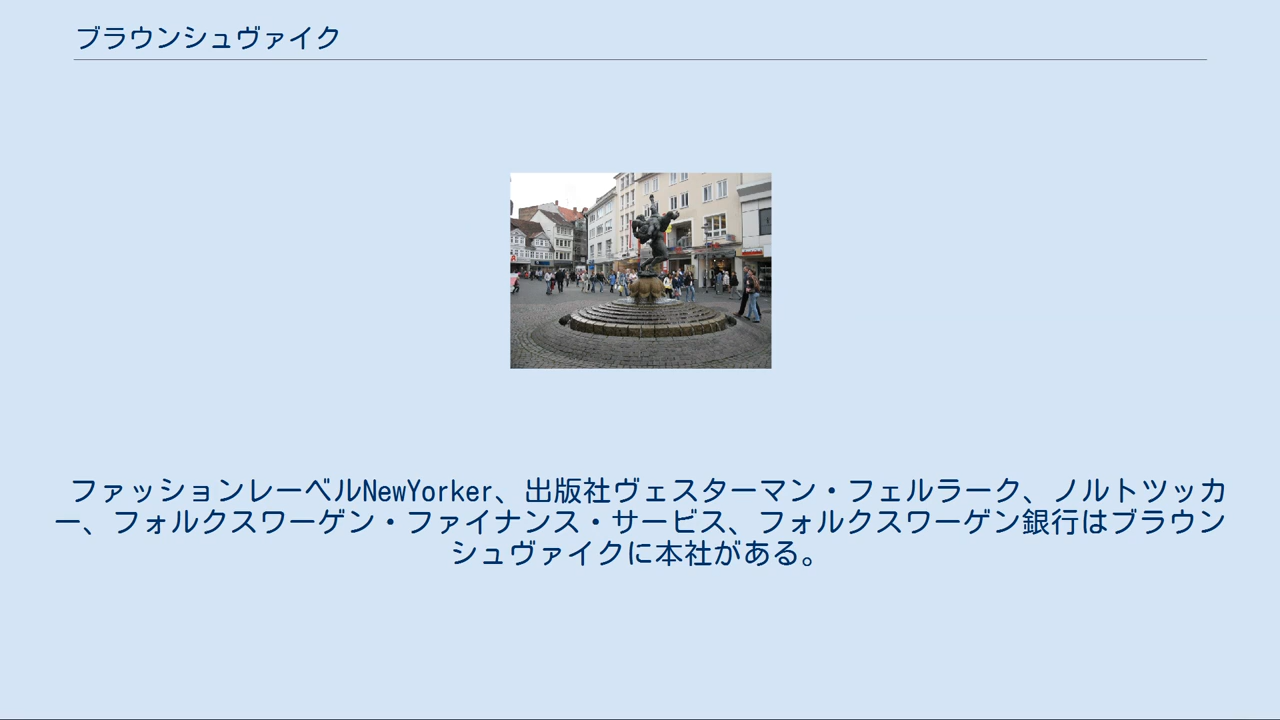 ブラウンシュヴァイク
ファッションレーベルNewYorker、出版社ヴェスターマン・フェルラーク、ノルトツッカ
ー、フォルクスワーゲン・ファイナンス・サービス、フォルクスワーゲン銀行はブラウン
シュヴァイクに本社がある。